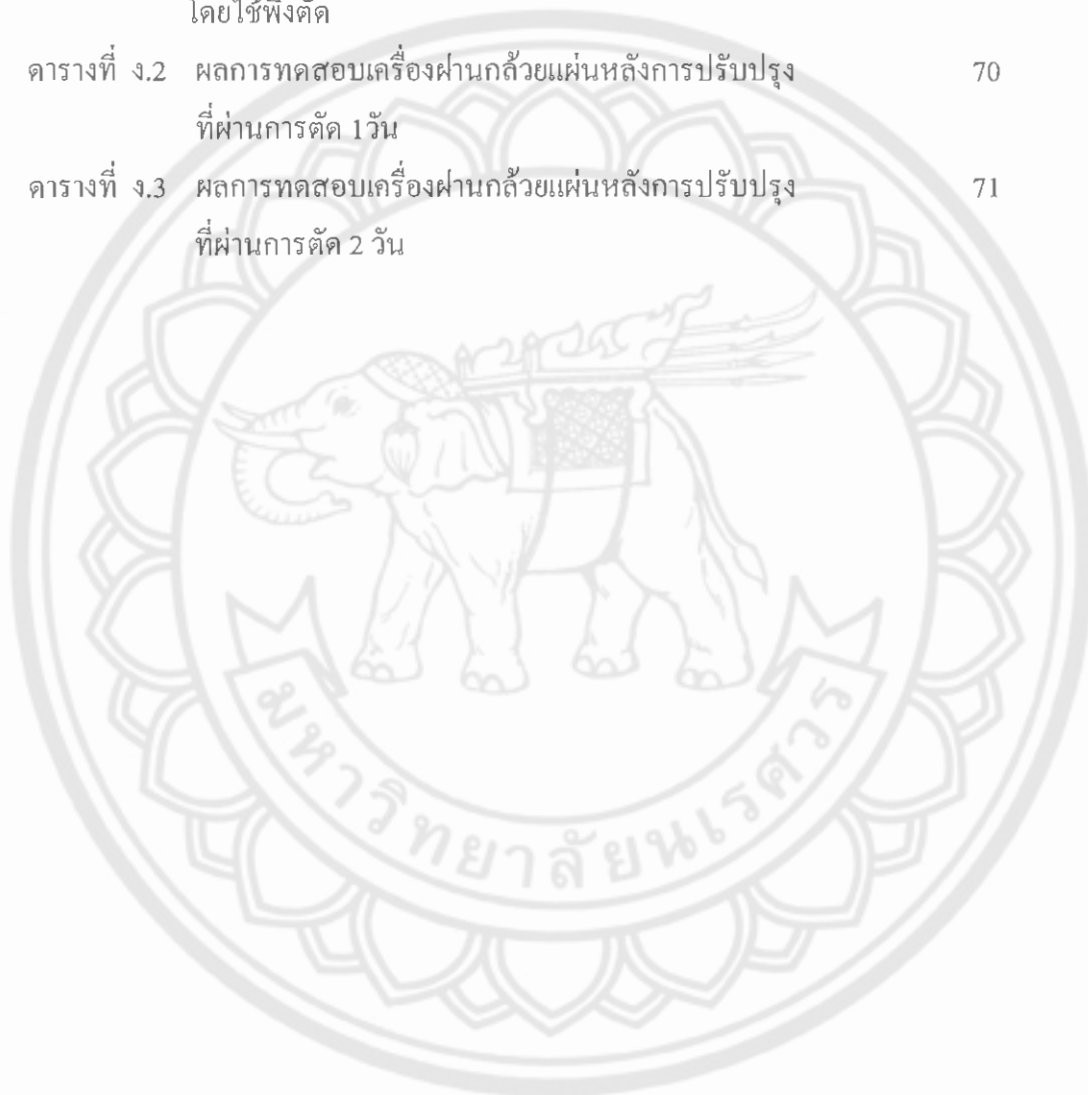 โดยใช้พึ่งตัด
ตารางที่ ง.2 ผลการทดสอบเครื่องฝานกล้วยแผ่นหลังการปรับปรุง 70
ที่ผ่านการตัด 1วัน
ตารางที่ ง.3 ผลการทดสอบเครื่องฝานกล้วยแผ่นหลังการปรับปรุง 71
ที่ผ่านการตัด 2 วัน
มหาวิทยาลัยนเรศวร